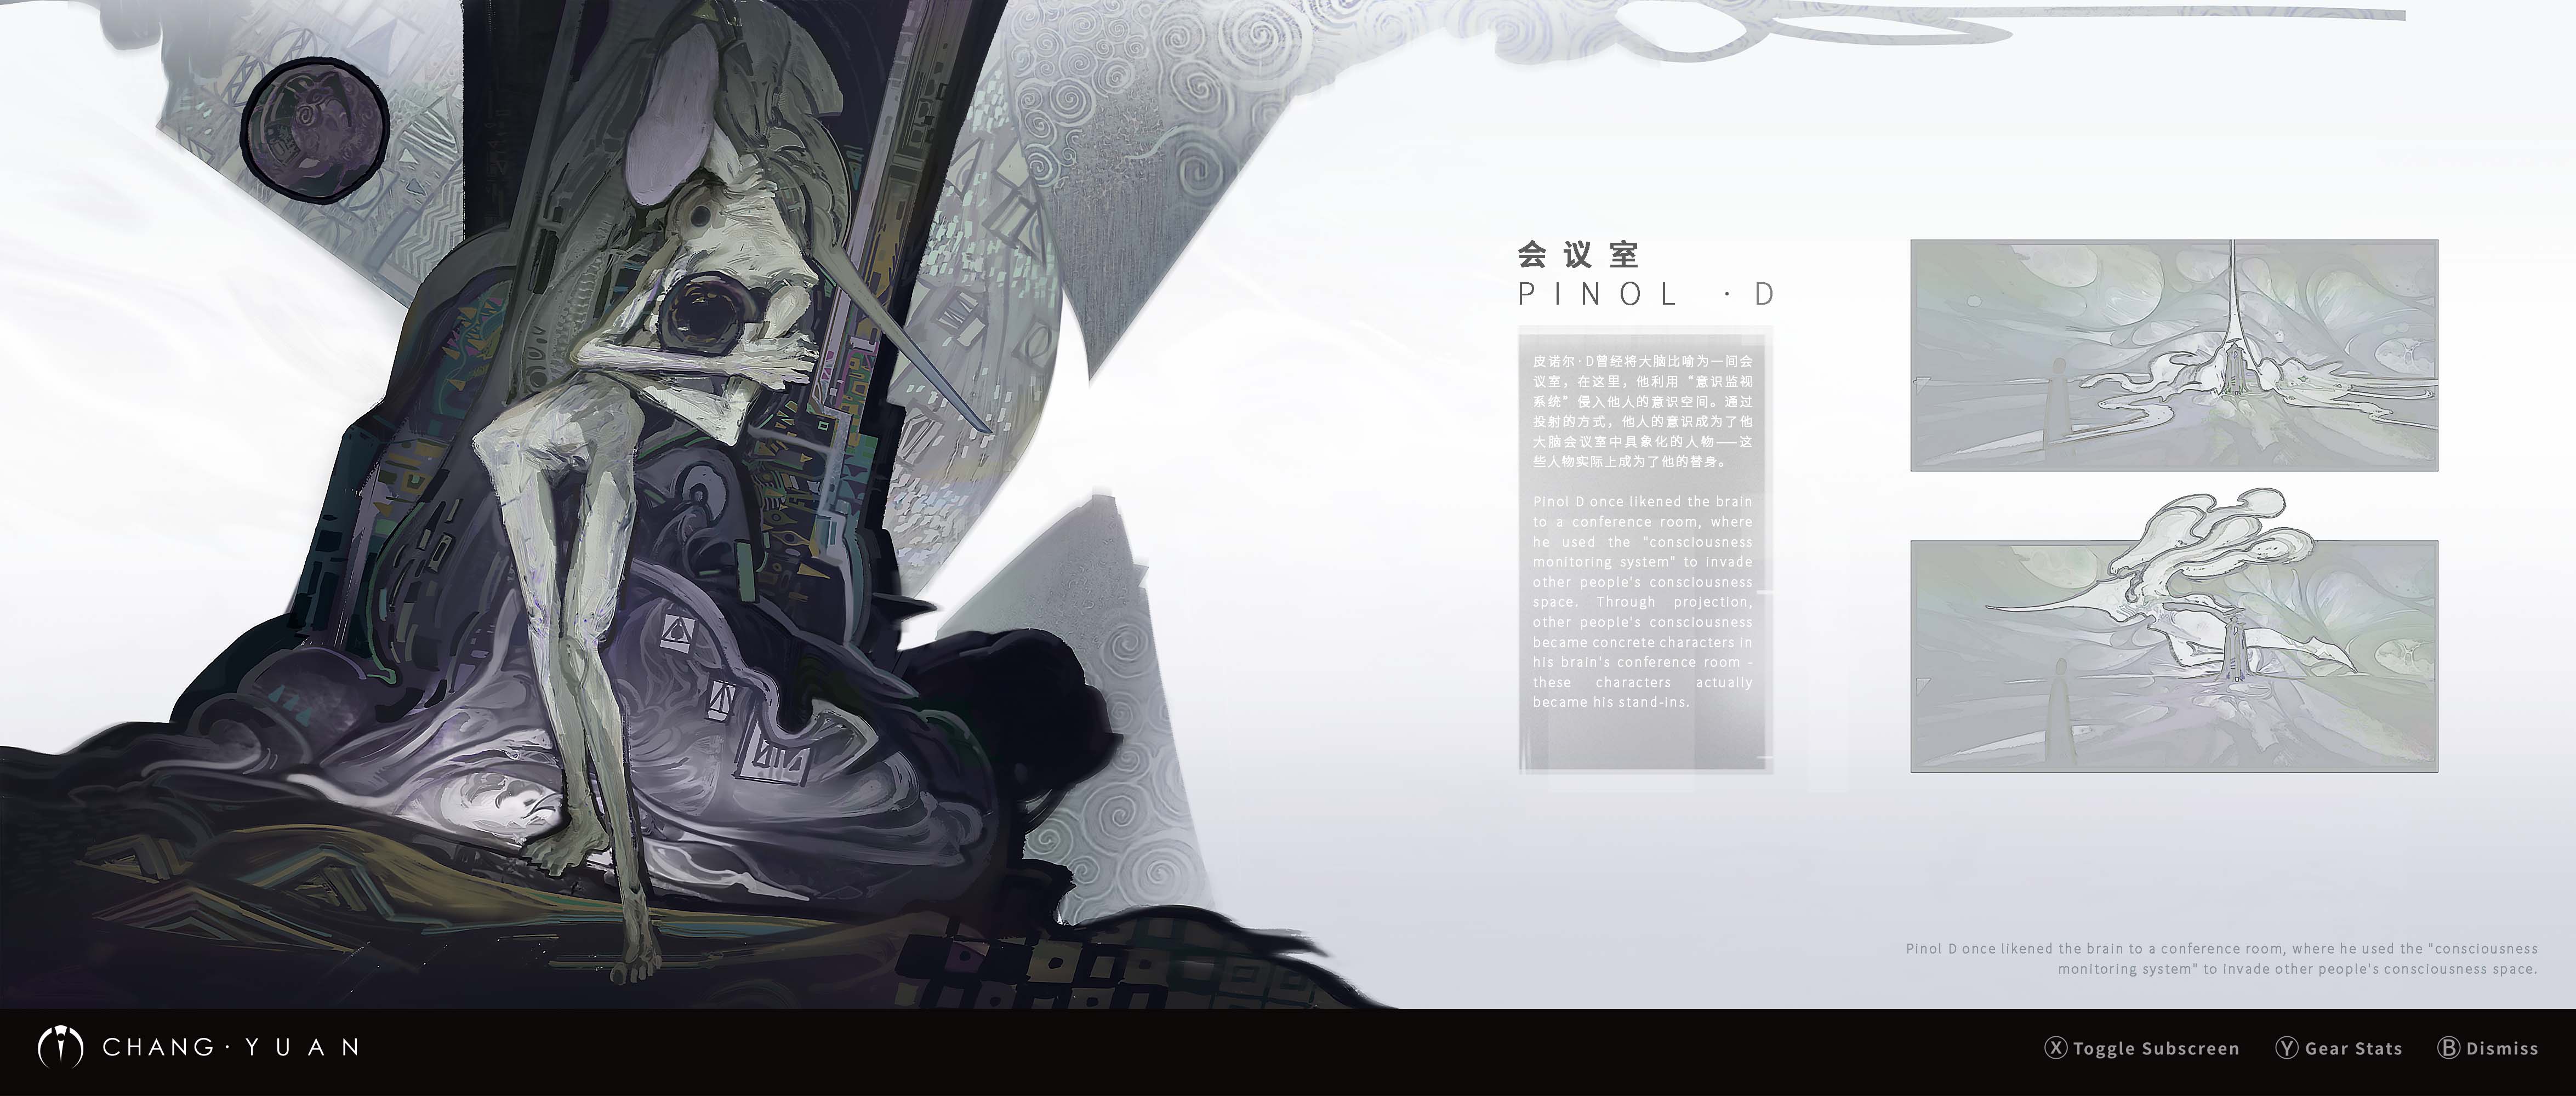 会议室
PINOL ·D
皮诺尔·D曾经将大脑比喻为一间会
议室，在这里，他利用“意识监视
系统”侵入他人的意识空间。通过
投射的方式，他人的意识成为了他
大脑会议室中具象化的人物——这
些人物实际上成为了他的替身。
Pinol D once likened the brain
to a conference room, where
he used the "consciousness
monitoring system" to invade
other people's consciousness
space. Through projection,
other people's consciousness
became concrete characters in
his brain's conference room -
these characters actually
became his stand-ins.
Pinol D once likened the brain to a conference room, where he used the "consciousness
monitoring system" to invade other people's consciousness space.
CHANG·YUAN
X Toggle Subscreen Y Gear Stats B Dismiss